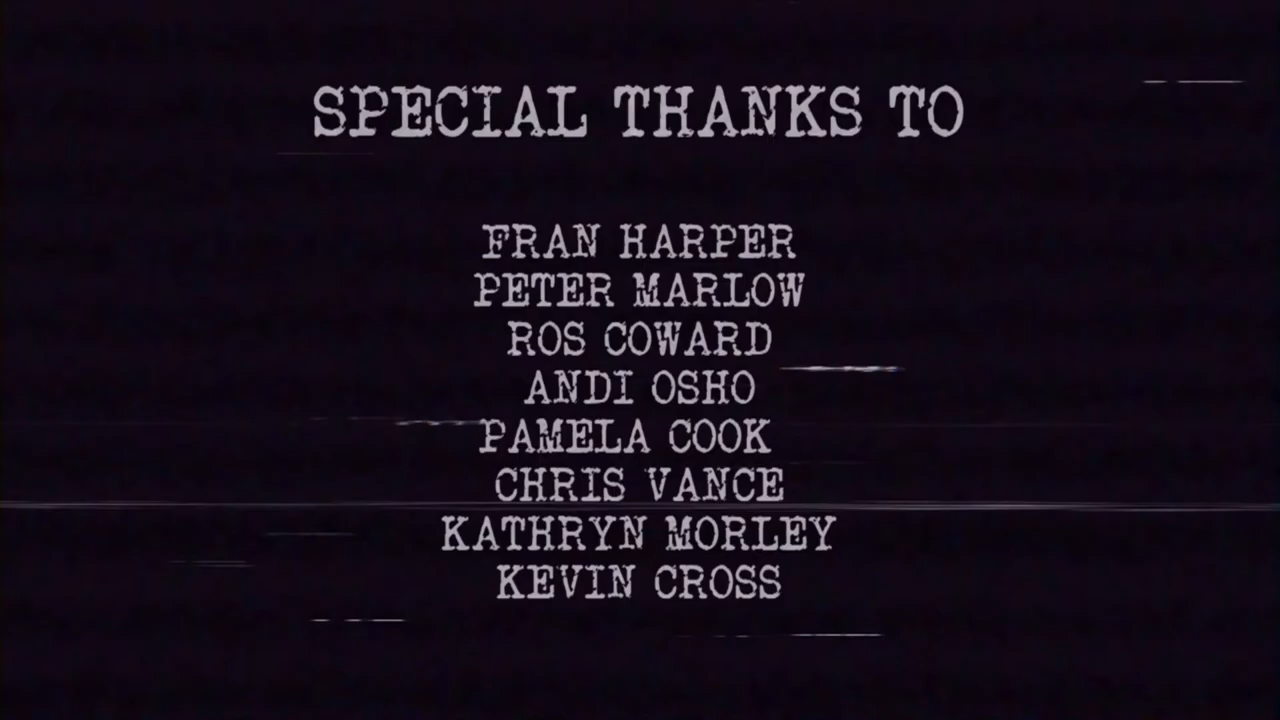 SPECIAL THANKS TO
FRAN HARPER
PETER MARLOW
ROS COWARD
ANDI OSHO
PAMELA COOK
CHRIS VANCE
KATHRYN MORLEY
KEVIN CROSS